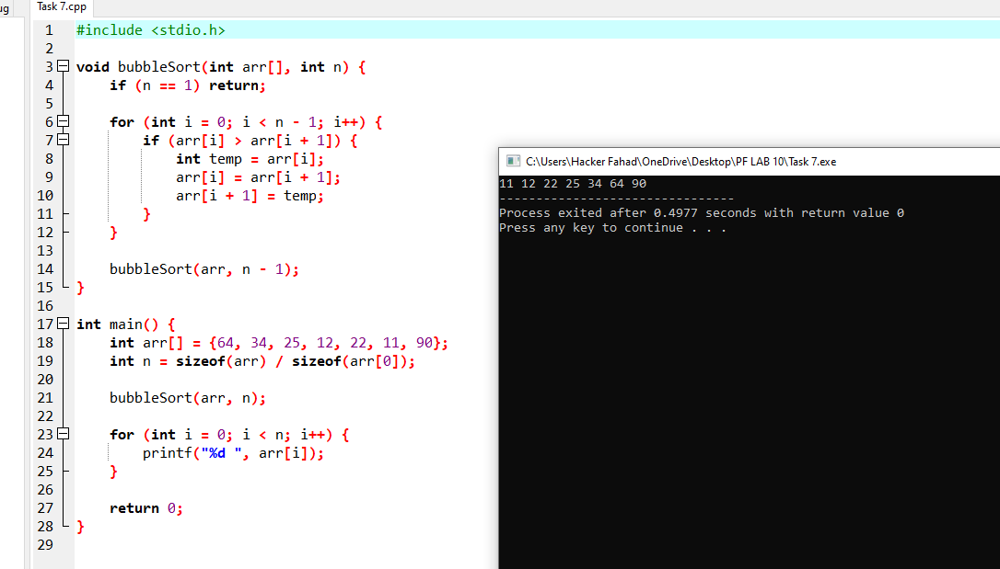 ug
Task 7.cpp
1 #include <stdio.h>
2
3 void bubbleSort(int arr[], int n) {
4 if (n == 1) return;
5
6 for (int i = 0; i < n - 1; i++) {
7 if (arr[i] > arr[i + 1]) {
8 int temp = arr[i];
9 arr[i] = arr[i + 1];
10 arr[i + 1] = temp;
11 }
12 }
13
14 bubbleSort(arr, n - 1);
15 }
16
17 int main() {
18 int arr[] = {64, 34, 25, 12, 22, 11, 90};
19 int n = sizeof(arr) / sizeof(arr[0]);
20
21 bubbleSort(arr, n);
22
23 for (int i = 0; i < n; i++) {
24 printf("%d ", arr[i]);
25 }
26
27 return 0;
28 }
29
C:\Users\Hacker Fahad\OneDrive\Desktop\PF LAB 10\Task 7.exe
11 12 22 25 34 64 90
--------------------------------
Process exited after 0.4977 seconds with return value 0
Press any key to continue . . .